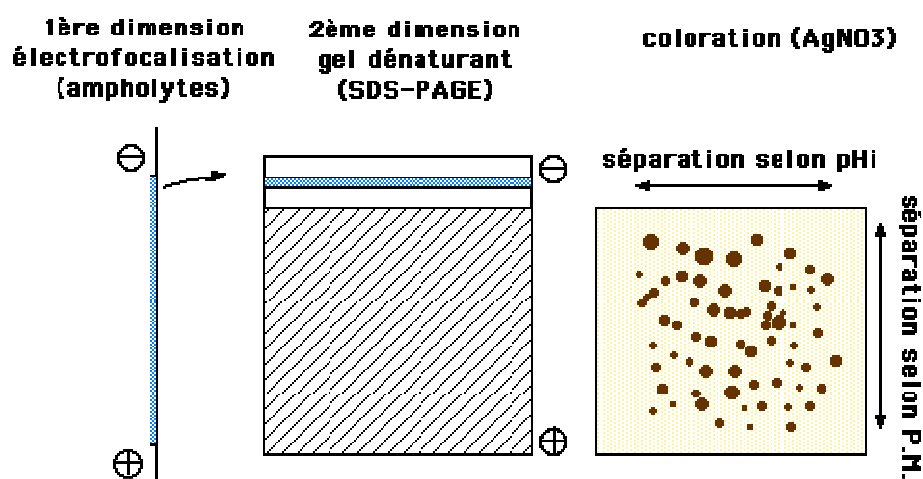 1ère dimension
électrofocalisation
(ampholytes)
2ème dimension
gel dénaturant
(SDS-PAGE)
coloration (AgNO3)
⊖
⊕
⊖
⊕
séparation selon pHi
séparation selon P.M.